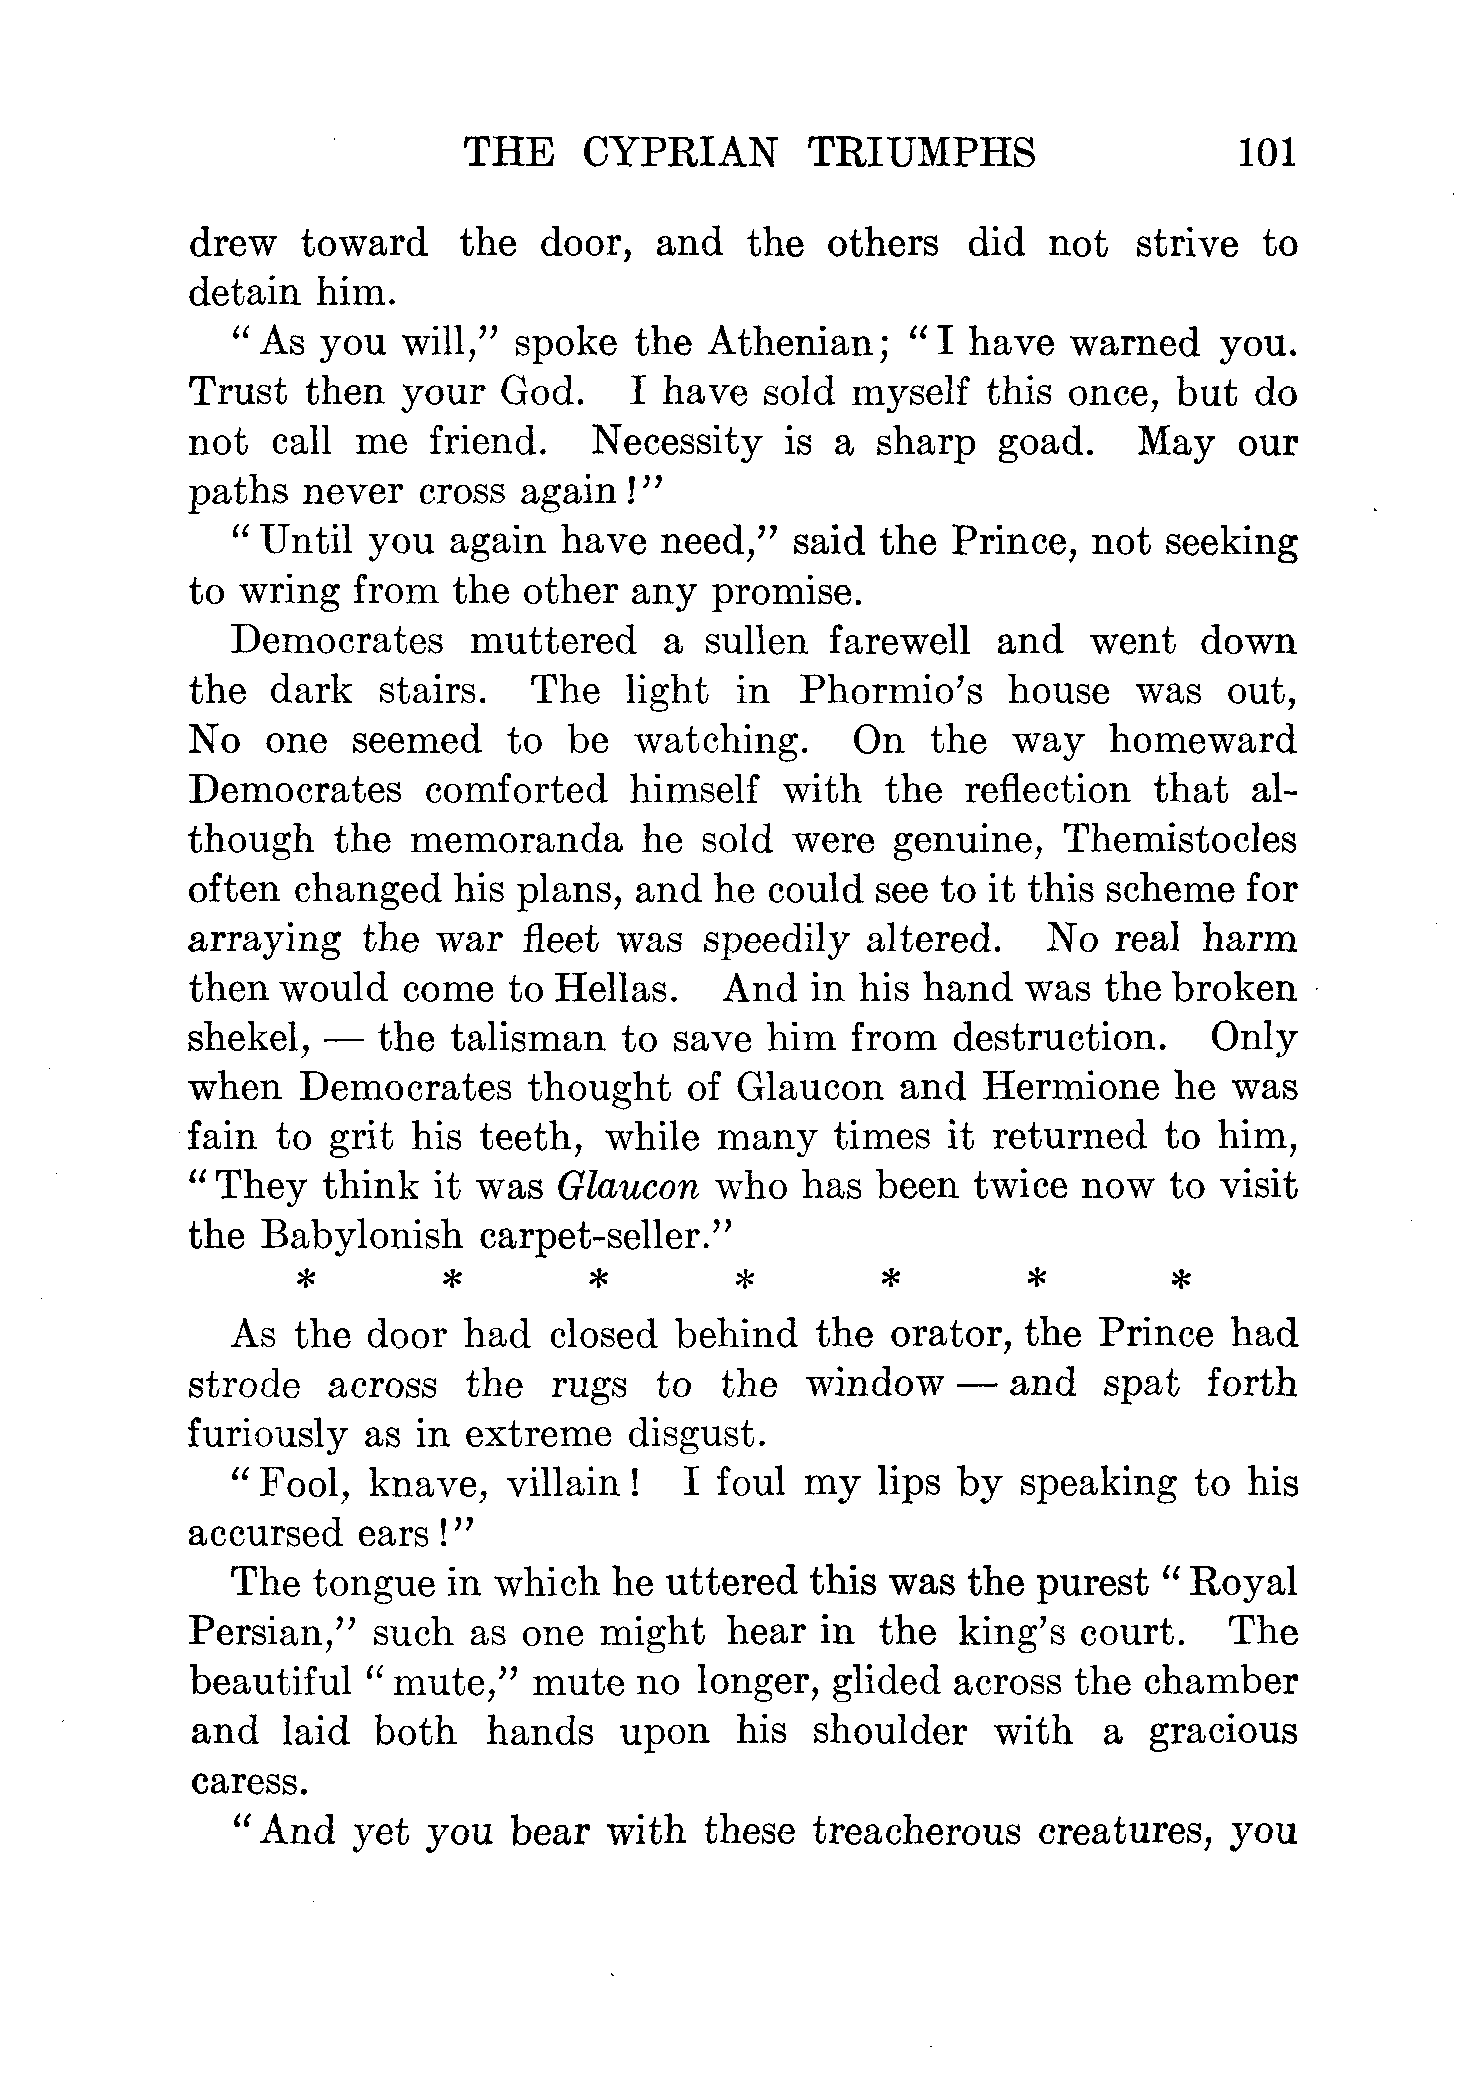 THE CYPRIAN TRIUMPHS 101
drew toward the door, and the others did not strive to
detain him.
“As you will,” spoke the Athenian; “I have warned you.
Trust then your God. I have sold myself this once, but do
not call me friend. Necessity is a sharp goad. May our
paths never cross again!”
“Until you again have need,” said the Prince, not seeking
to wring from the other any promise.
Democrates muttered a sullen farewell and went down
the dark stairs. The light in Phormio’s house was out,
No one seemed to be watching. On the way homeward
Democrates comforted himself with the reflection that al-
though the memoranda he sold were genuine, Themistocles
often changed his plans, and he could see to it this scheme for
arraying the war fleet was speedily altered. No real harm
then would come to Hellas. And in his hand was the broken
shekel, — the talisman to save him from destruction. Only
when Democrates thought of Glaucon and Hermione he was
fain to grit his teeth, while many times it returned to him,
“They think it was Glaucon who has been twice now to visit
the Babylonish carpet-seller.”
* * * * * * *
As the door had closed behind the orator, the Prince had
strode across the rugs to the window — and spat forth
furiously as in extreme disgust.
“Fool, knave, villain! I foul my lips by speaking to his
accursed ears!”
The tongue in which he uttered this was the purest “Royal
Persian,” such as one might hear in the king’s court. The
beautiful “mute,” mute no longer, glided across the chamber
and laid both hands upon his shoulder with a gracious
caress.
“And yet you bear with these treacherous creatures, you